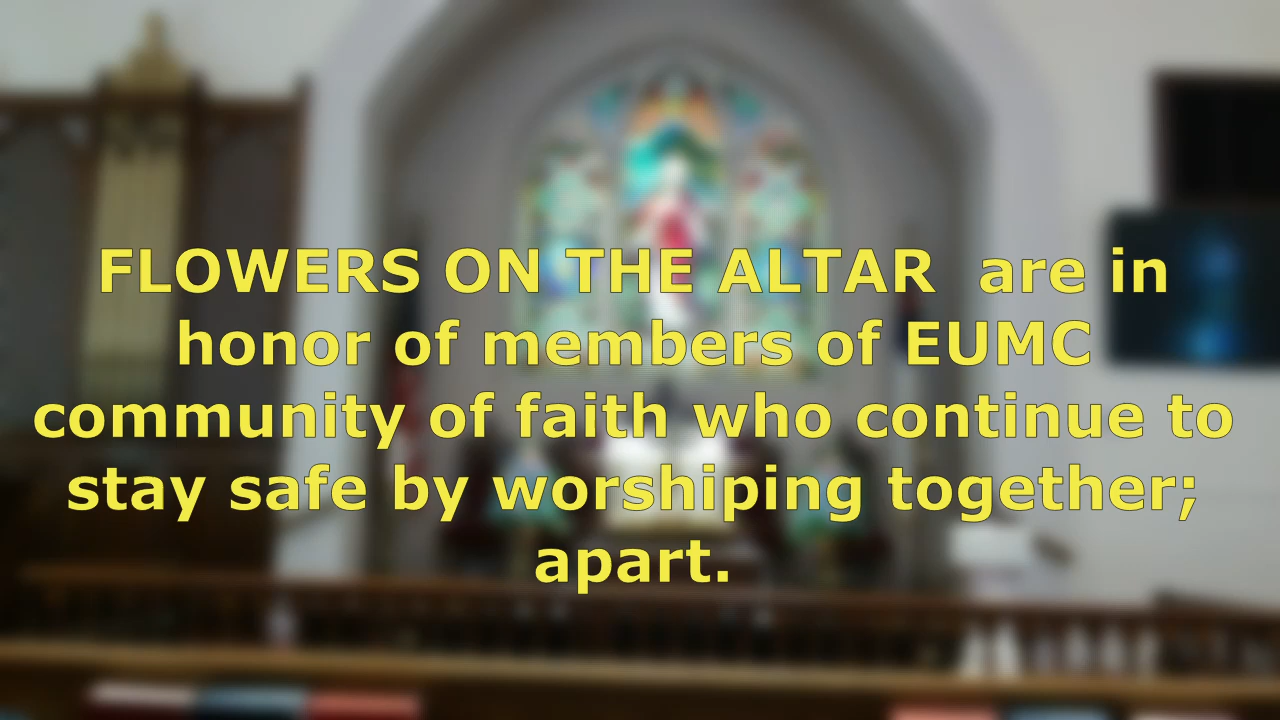 FLOWERS ON THE ALTAR  are in
honor of members of EUMC
community of faith who continue to
stay safe by worshiping together;
apart.